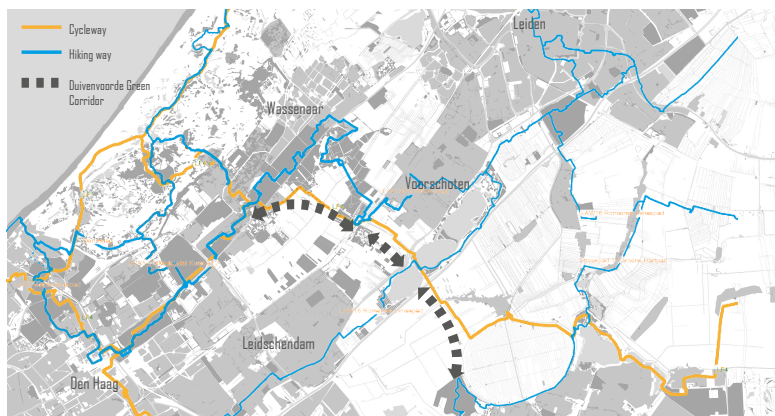 Cycleway
Hiking way
Duivenvoorde Green
Corridor
Leiden
Wassenaar
Voorschoten
Leidschendam
Den Haag